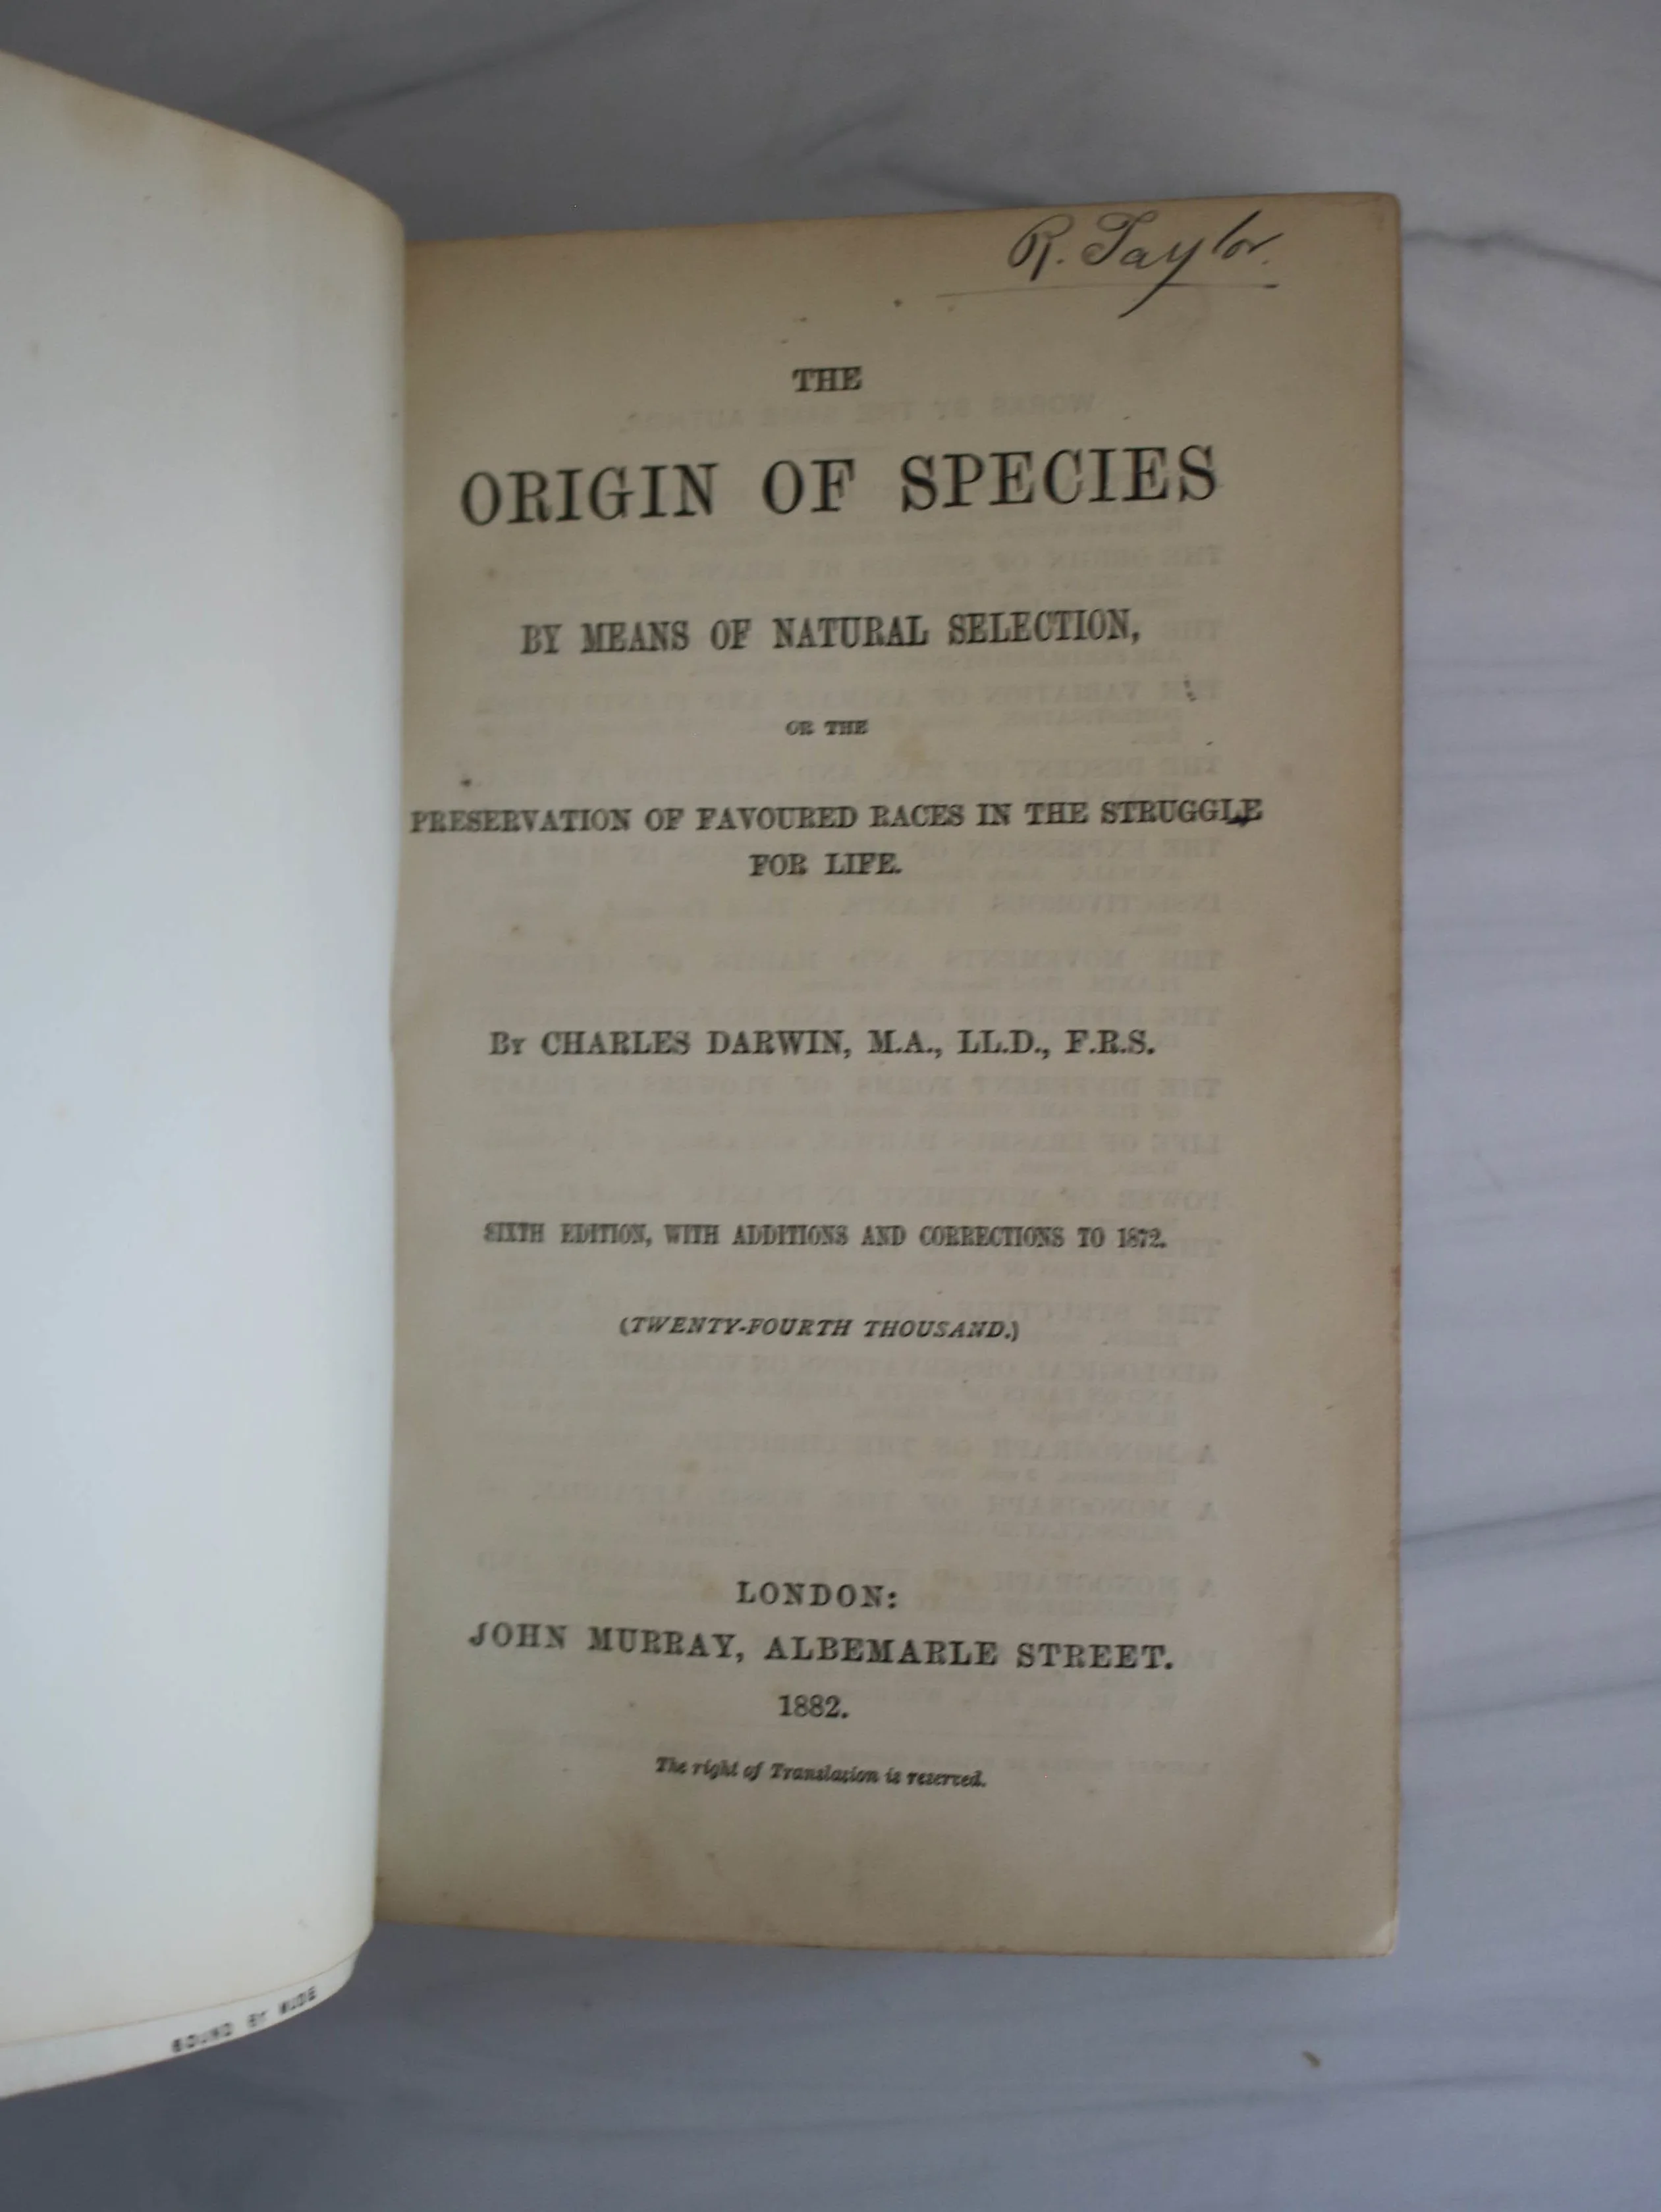 R. Taylor.
THE
ORIGIN OF SPECIES
BY MEANS OF NATURAL SELECTION,
OR THE
PRESERVATION OF FAVOURED RACES IN THE STRUGGLE
FOR LIFE.
By CHARLES DARWIN, M.A., LL.D., F.R.S.
SIXTH EDITION, WITH ADDITIONS AND CORRECTIONS TO 1872.
(TWENTY-FOURTH THOUSAND.)
LONDON:
JOHN MURRAY, ALBEMARLE STREET.
1882.
The right of Translation is reserved.
BOUND BY